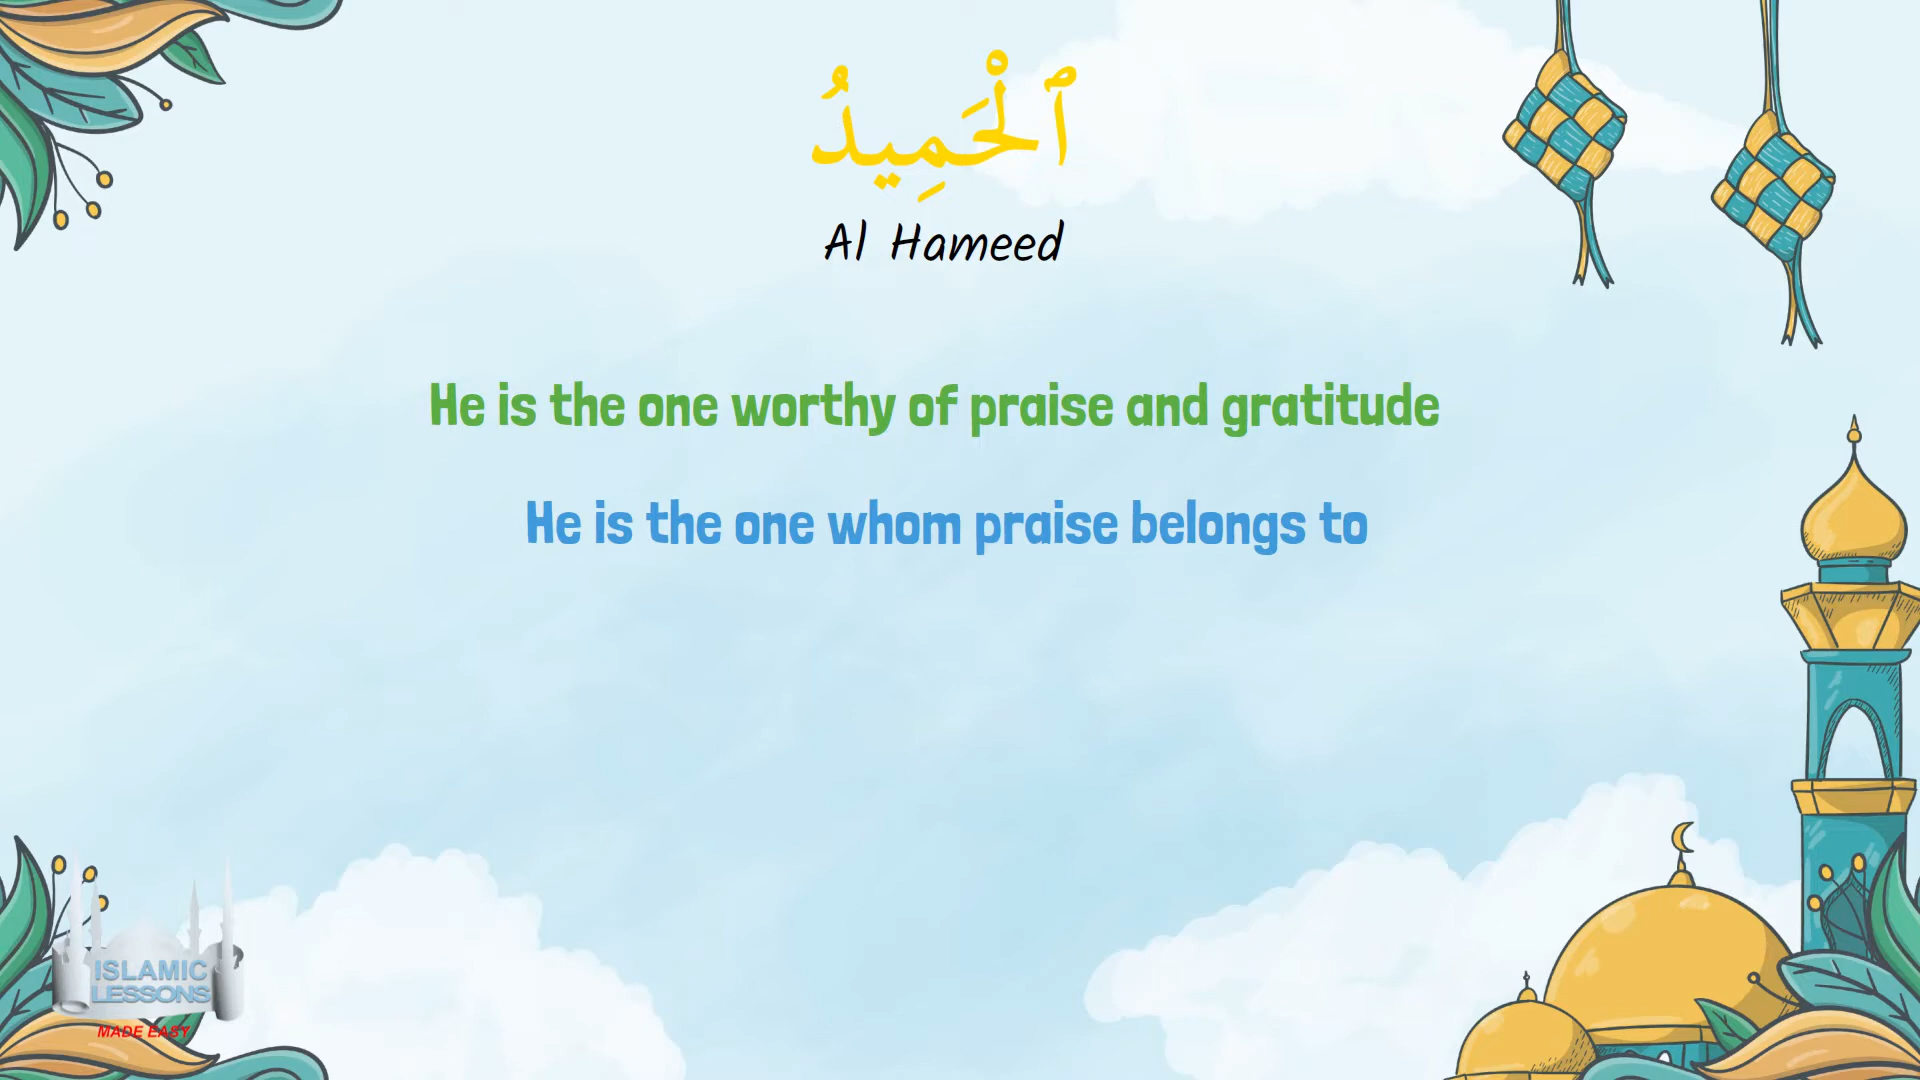 ٱلْحَمِيدُ
Al Hameed
He is the one worthy of praise and gratitude
He is the one whom praise belongs to
ISLAMIC
LESSONS
MADE EASY